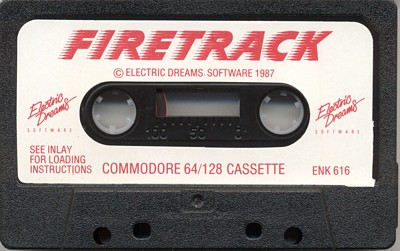 FIRETRACK
© ELECTRIC DREAMS SOFTWARE 1987
Electric Dreams
SOFTWARE
Electric Dreams
SOFTWARE
100 50 0
SEE INLAY
FOR LOADING
INSTRUCTIONS
COMMODORE 64/128 CASSETTE
ENK 616